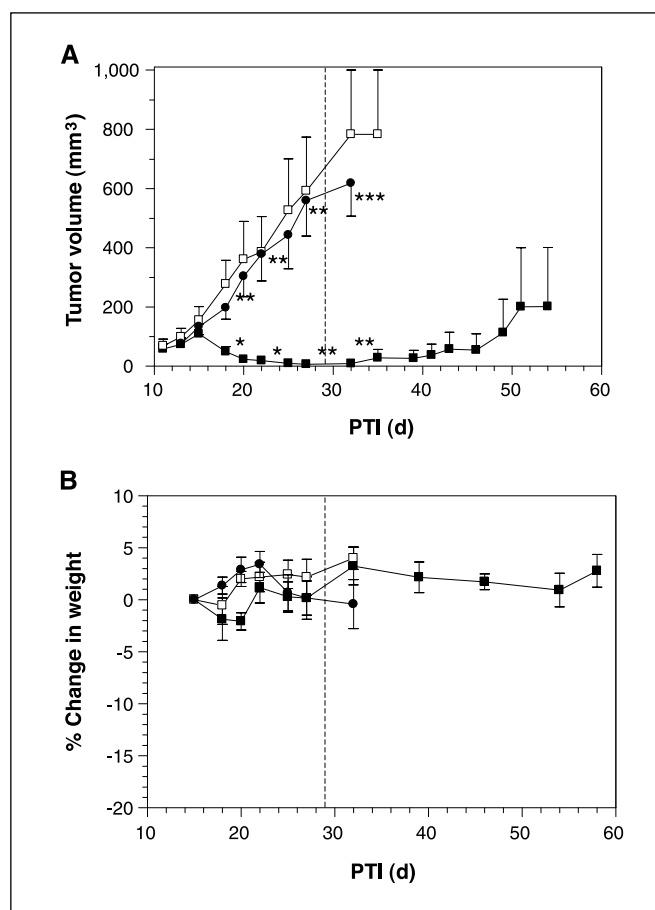 A
Tumor volume (mm³)
1,000
800
600
400
200
0
** ** ** ***
* * ** **
10 20 30 40 50 60
PTI (d)
B
% Change in weight
10
5
0
-5
-10
-15
-20
10 20 30 40 50 60
PTI (d)